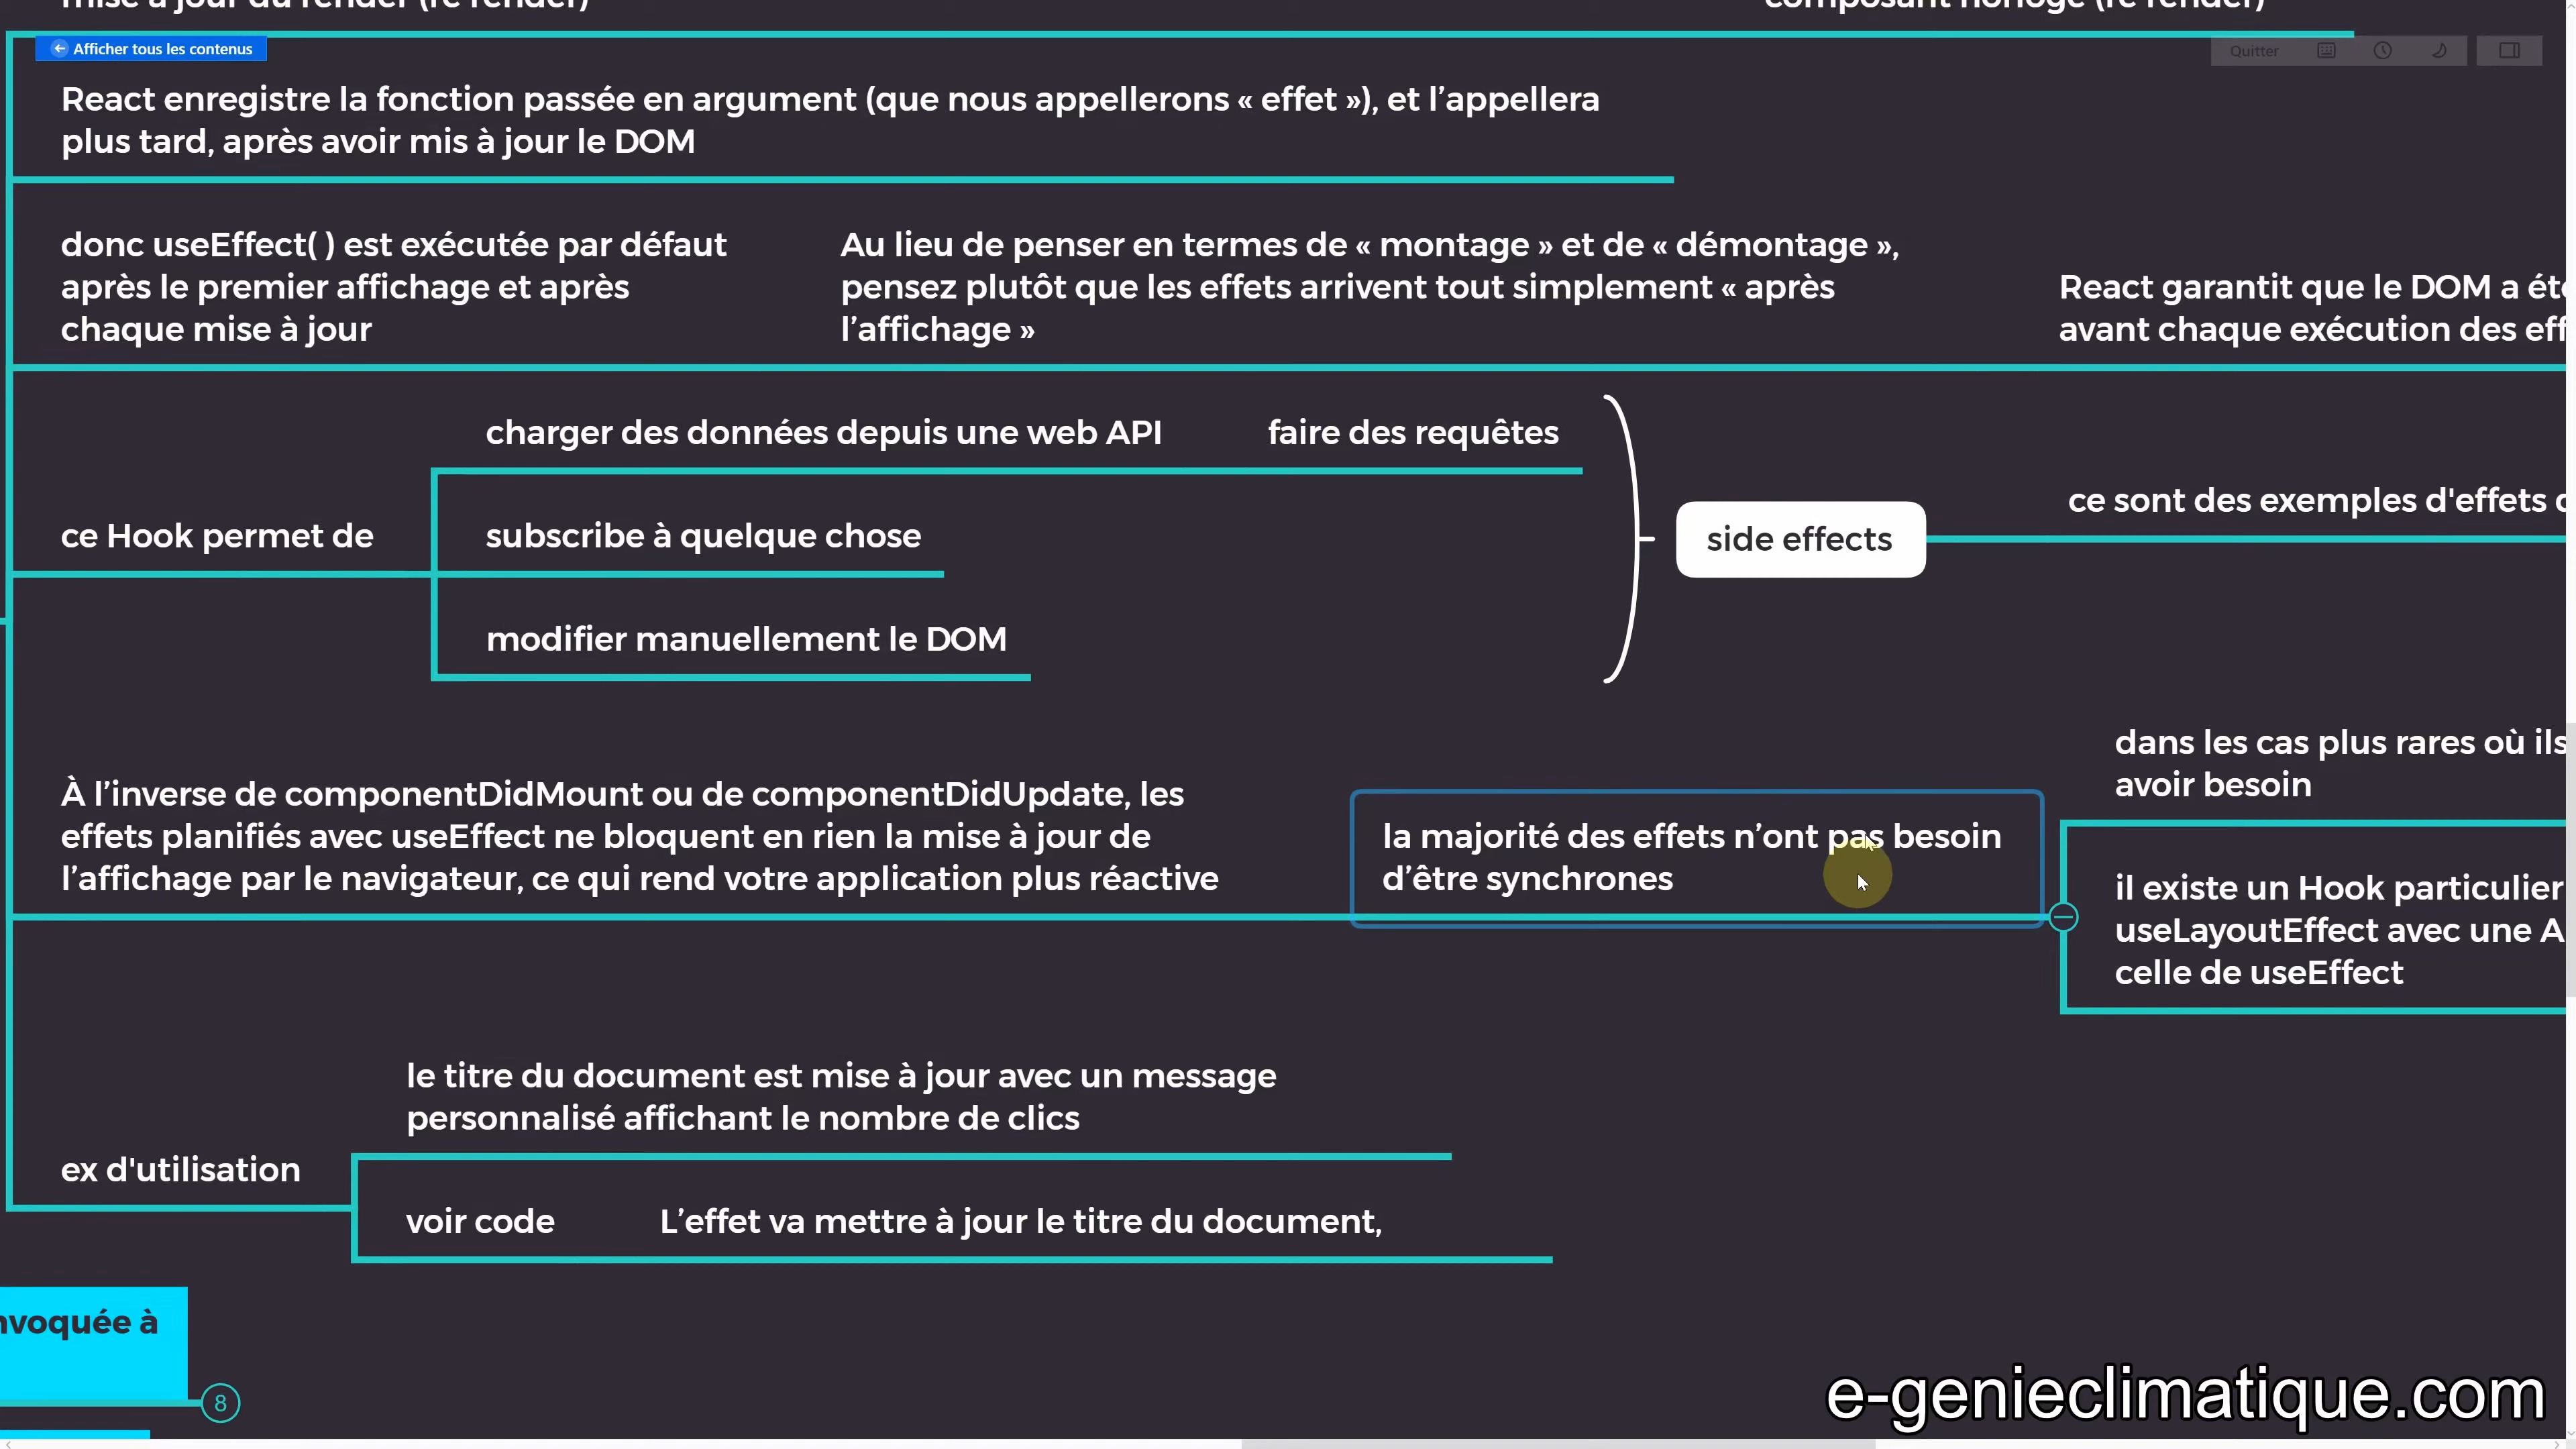 mise à jour du render (re render)
composant horloge (re render)
Afficher tous les contenus
Quitter
React enregistre la fonction passée en argument (que nous appellerons « effet »), et l’appellera
plus tard, après avoir mis à jour le DOM
donc useEffect( ) est exécutée par défaut
après le premier affichage et après
chaque mise à jour
Au lieu de penser en termes de « montage » et de « démontage »,
pensez plutôt que les effets arrivent tout simplement « après
l’affichage »
React garantit que le DOM a été
avant chaque exécution des eff
charger des données depuis une web API
faire des requêtes
ce Hook permet de
subscribe à quelque chose
modifier manuellement le DOM
side effects
ce sont des exemples d'effets d
À l’inverse de componentDidMount ou de componentDidUpdate, les
effets planifiés avec useEffect ne bloquent en rien la mise à jour de
l’affichage par le navigateur, ce qui rend votre application plus réactive
la majorité des effets n’ont pas besoin
d’être synchrones
dans les cas plus rares où ils
avoir besoin
il existe un Hook particulier
useLayoutEffect avec une A
celle de useEffect
le titre du document est mise à jour avec un message
personnalisé affichant le nombre de clics
ex d'utilisation
voir code
L’effet va mettre à jour le titre du document,
nvoquée à
8
e-genieclimatique.com